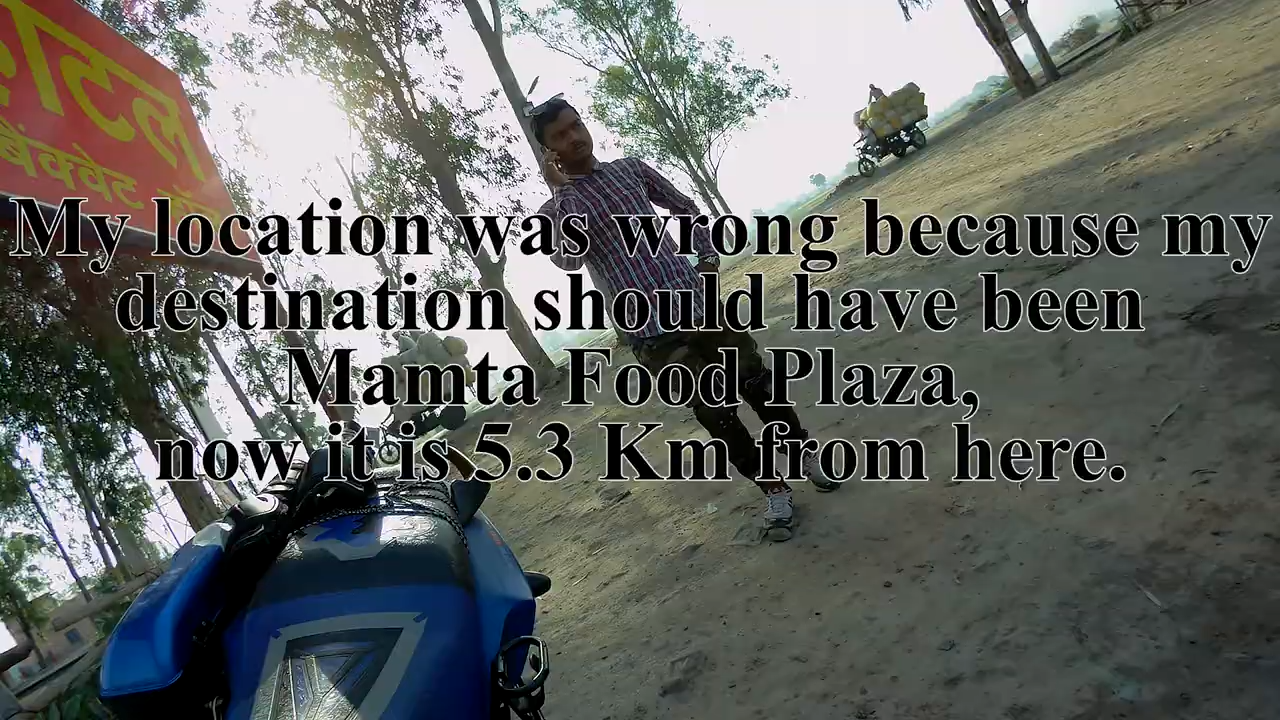 होटल
बैंक्वेट
My location was wrong because my
destination should have been
Mamta Food Plaza,
now it is 5.3 Km from here.